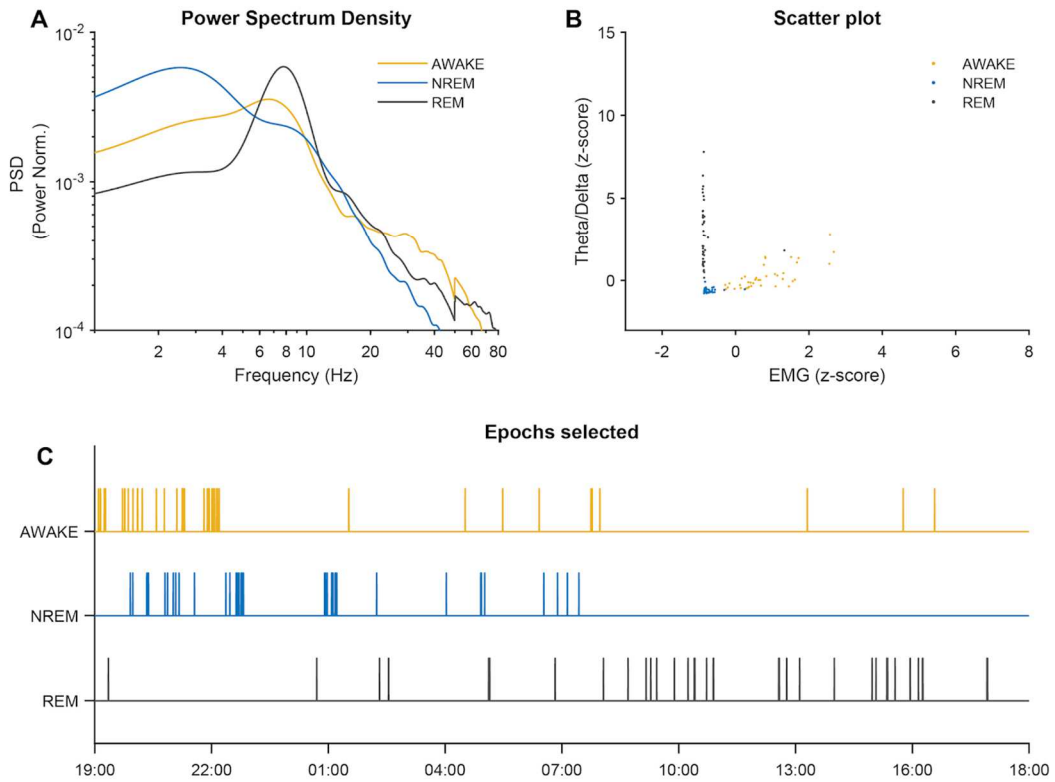 A
Power Spectrum Density
10-2
10-3
10-4
PSD
(Power Norm.)
AWAKE
NREM
REM
2 4 6 8 10 20 40 60 80
Frequency (Hz)
B
Scatter plot
15
10
5
0
Theta/Delta (z-score)
AWAKE
NREM
REM
-2 0 2 4 6 8
EMG (z-score)
C
Epochs selected
AWAKE
NREM
REM
19:00 22:00 01:00 04:00 07:00 10:00 13:00 16:00 18:00